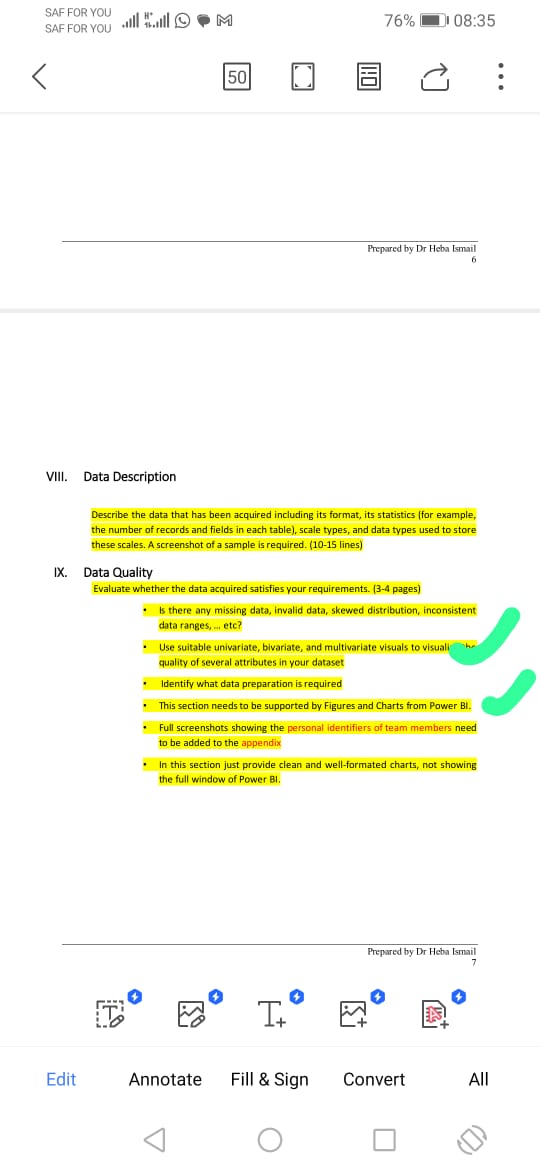 SAF FOR YOU
SAF FOR YOU
H+
76% 08:35
50
Prepared by Dr Heba Ismail
6
VIII. Data Description
Describe the data that has been acquired including its format, its statistics (for example,
the number of records and fields in each table), scale types, and data types used to store
these scales. A screenshot of a sample is required. (10-15 lines)
IX. Data Quality
Evaluate whether the data acquired satisfies your requirements. (3-4 pages)
• Is there any missing data, invalid data, skewed distribution, inconsistent
data ranges, ... etc?
• Use suitable univariate, bivariate, and multivariate visuals to
quality of several attributes in your dataset
• Identify what data preparation is required
• This section needs to be supported by Figures and Charts from Power BI.
• Full screenshots showing the personal identifiers of team members need
to be added to the appendix
• In this section just provide clean and well-formated charts, not showing
the full window of Power BI.
Prepared by Dr Heba Ismail
7
Edit Annotate Fill & Sign Convert All